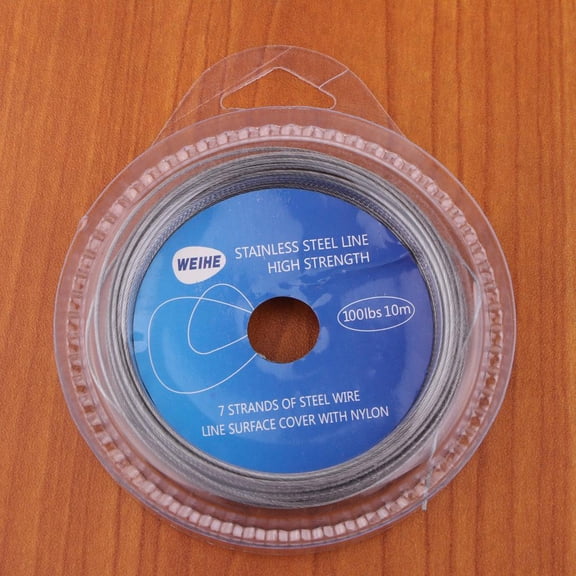 WEIHE
STAINLESS STEEL LINE
HIGH STRENGTH
100lbs 10m
7 STRANDS OF STEEL WIRE
LINE SURFACE COVER WITH NYLON